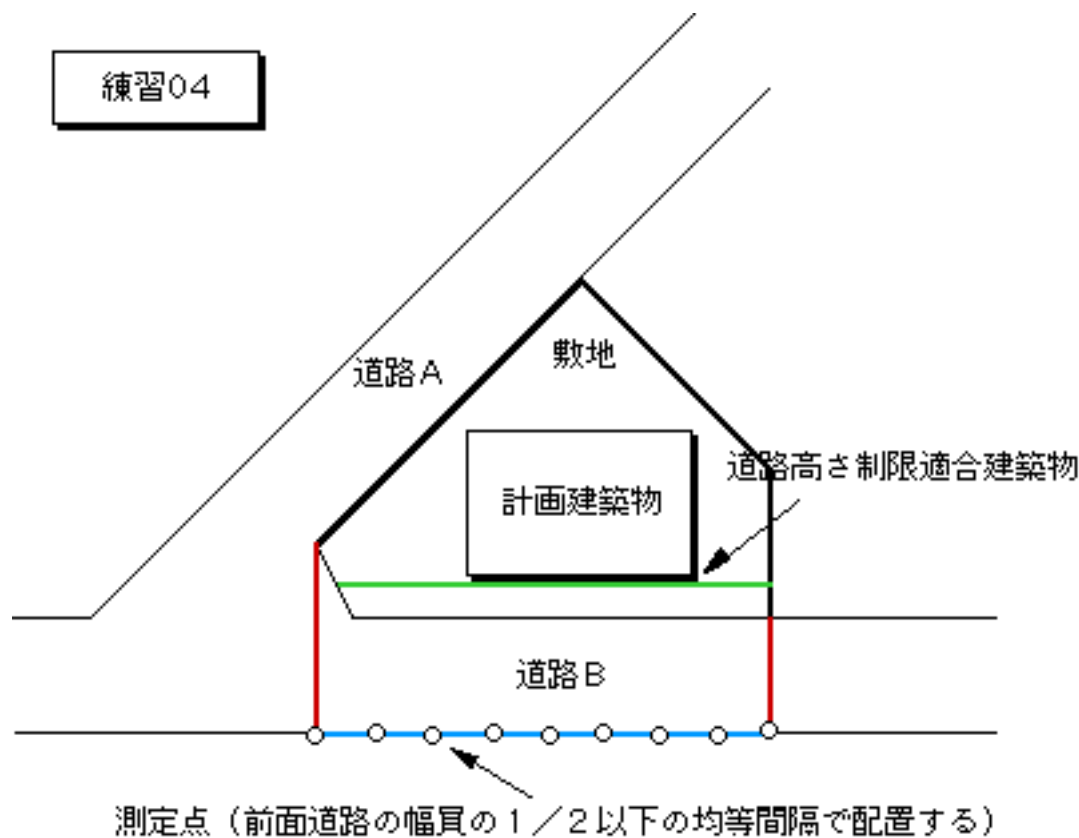 練習04
道路A
敷地
道路高さ制限適合建築物
計画建築物
道路B
測定点（前面道路の幅員の1／2以下の均等間隔で配置する）